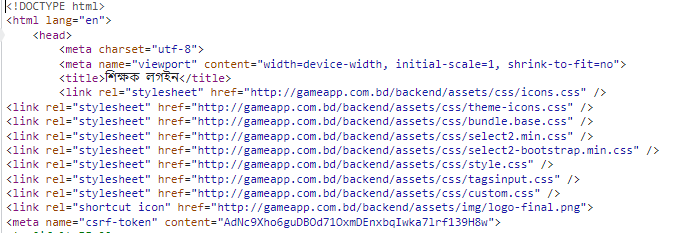 <!DOCTYPE html>
<html lang="en">
<head>
<meta charset="utf-8">
<meta name="viewport" content="width=device-width, initial-scale=1, shrink-to-fit=no">
<title>শিক্ষক লগইন</title>
<link rel="stylesheet" href="http://gameapp.com.bd/backend/assets/css/icons.css" />
<link rel="stylesheet" href="http://gameapp.com.bd/backend/assets/css/theme-icons.css" />
<link rel="stylesheet" href="http://gameapp.com.bd/backend/assets/css/bundle.base.css" />
<link rel="stylesheet" href="http://gameapp.com.bd/backend/assets/css/select2.min.css" />
<link rel="stylesheet" href="http://gameapp.com.bd/backend/assets/css/select2-bootstrap.min.css" />
<link rel="stylesheet" href="http://gameapp.com.bd/backend/assets/css/style.css" />
<link rel="stylesheet" href="http://gameapp.com.bd/backend/assets/css/tagsinput.css" />
<link rel="stylesheet" href="http://gameapp.com.bd/backend/assets/css/custom.css" />
<link rel="shortcut icon" href="http://gameapp.com.bd/backend/assets/img/logo-final.png">
<meta name="csrf-token" content="AdNc9Xho6guDBOd71OxmDEnxbqIwka7lrf139H8w">